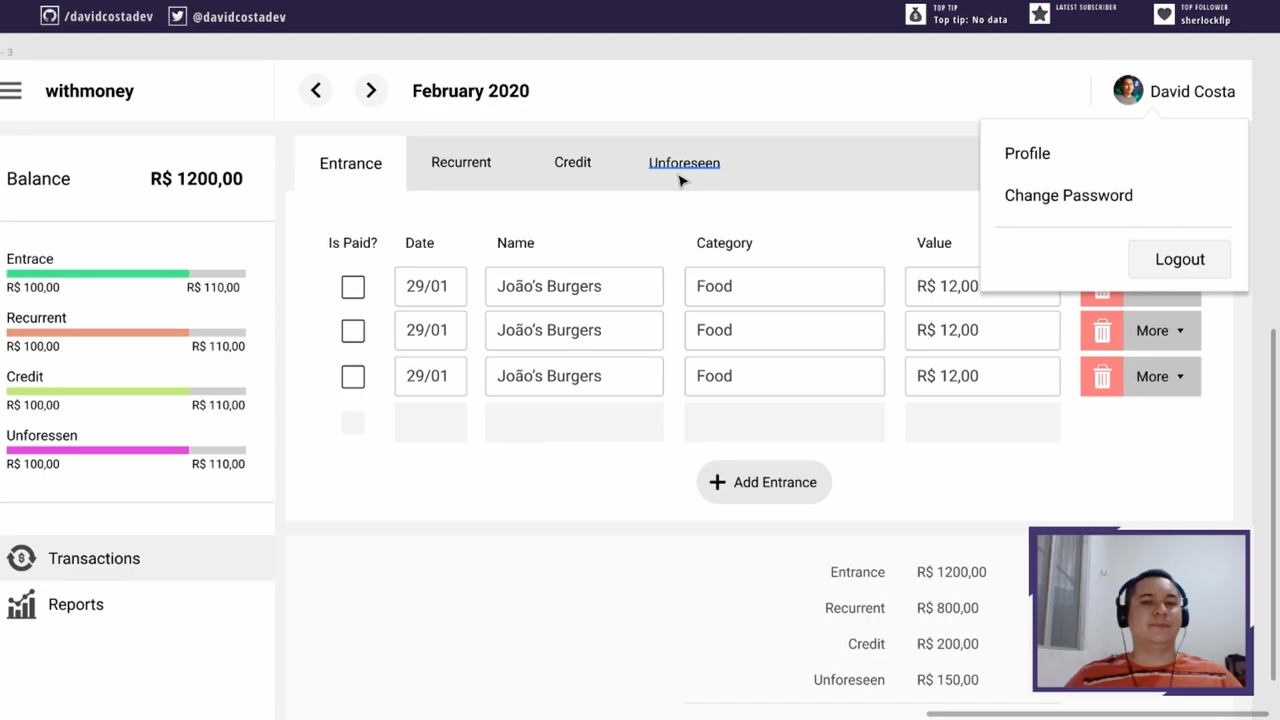 /davidcostadev @davidcostadev
TOP TIP
Top tip: No data
LATEST SUBSCRIBER
TOP FOLLOWER
sherlockflp
- 3
withmoney
February 2020
David Costa
Profile
Change Password
Logout
Balance R$ 1200,00
Entrace
R$ 100,00 R$ 110,00
Recurrent
R$ 100,00 R$ 110,00
Credit
R$ 100,00 R$ 110,00
Unforessen
R$ 100,00 R$ 110,00
Transactions
Reports
Entrance Recurrent Credit Unforeseen
Is Paid? Date Name Category Value
29/01 João's Burgers Food R$ 12,00
29/01 João's Burgers Food R$ 12,00 More
29/01 João's Burgers Food R$ 12,00 More
Add Entrance
Entrance R$ 1200,00
Recurrent R$ 800,00
Credit R$ 200,00
Unforeseen R$ 150,00